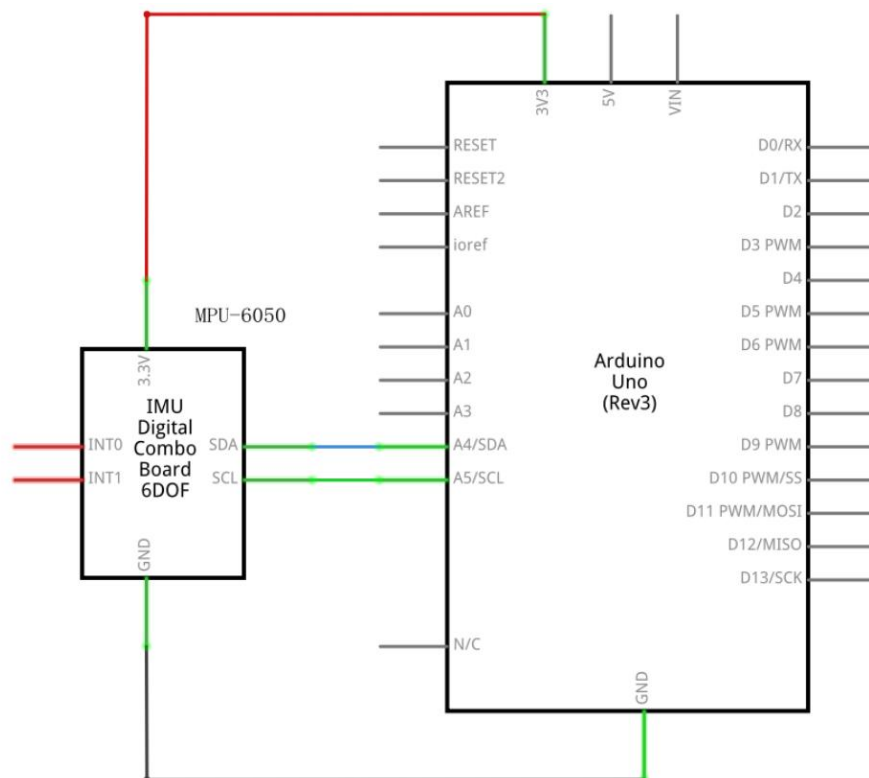 3V3
5V
VIN
RESET
RESET2
AREF
ioref
A0
A1
A2
A3
A4/SDA
A5/SCL
N/C
Arduino
Uno
(Rev3)
D0/RX
D1/TX
D2
D3 PWM
D4
D5 PWM
D6 PWM
D7
D8
D9 PWM
D10 PWM/SS
D11 PWM/MOSI
D12/MISO
D13/SCK
GND
MPU-6050
3.3V
IMU
Digital
Combo
Board
6DOF
INT0
INT1
SDA
SCL
GND